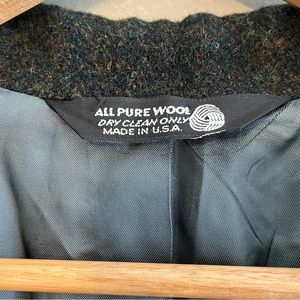 ALL PURE WOOL
DRY CLEAN ONLY
MADE IN U.S.A.